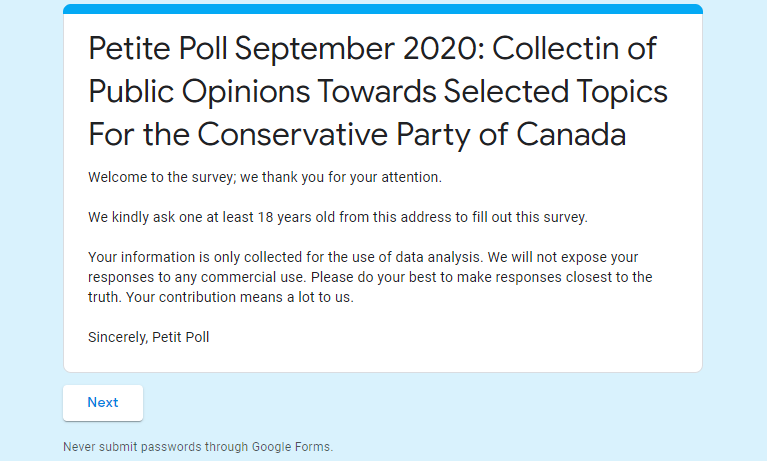 Petite Poll September 2020: Collectin of
Public Opinions Towards Selected Topics
For the Conservative Party of Canada
Welcome to the survey; we thank you for your attention.
We kindly ask one at least 18 years old from this address to fill out this survey.
Your information is only collected for the use of data analysis. We will not expose your
responses to any commercial use. Please do your best to make responses closest to the
truth. Your contribution means a lot to us.
Sincerely, Petit Poll
Next
Never submit passwords through Google Forms.